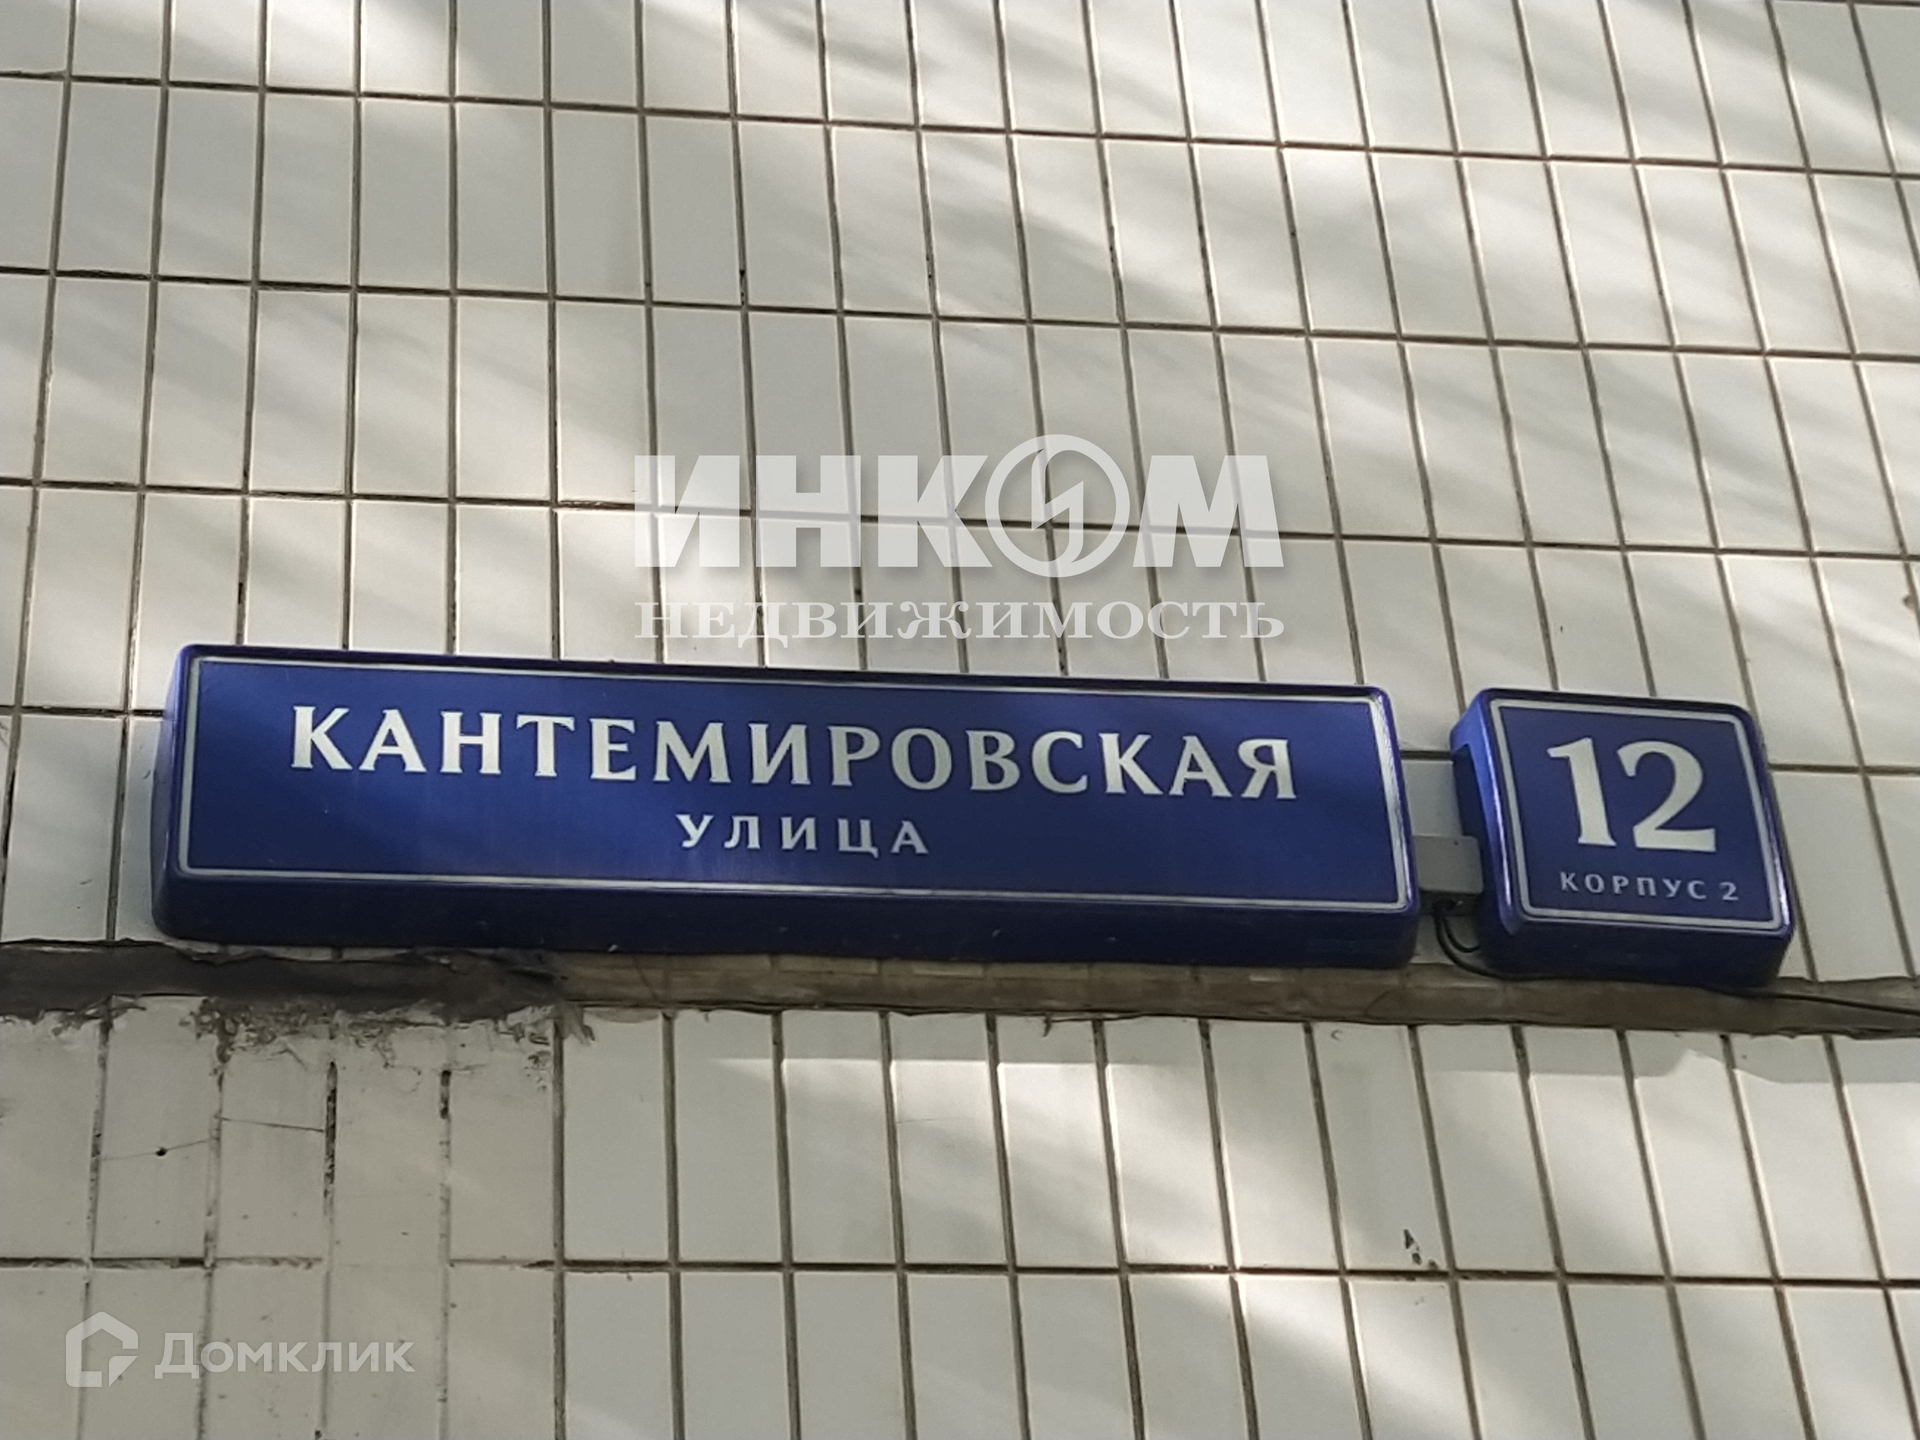 ИНКОМ
НЕДВИЖИМОСТЬ
КАНТЕМИРОВСКАЯ
УЛИЦА
12
КОРПУС 2
Домклик